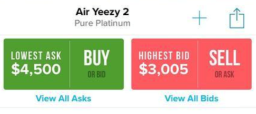 Air Yeezy 2
Pure Platinum
LOWEST ASK
$4,500
BUY
OR BID
HIGHEST BID
$3,005
SELL
OR ASK
View All Asks
View All Bids